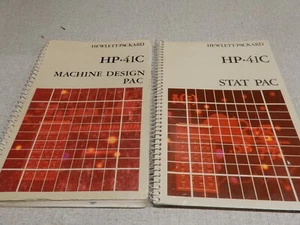 HEWLETT-PACKARD
HP-41C
MACHINE DESIGN
PAC
HEWLETT-PACKARD
HP-41C
STAT PAC